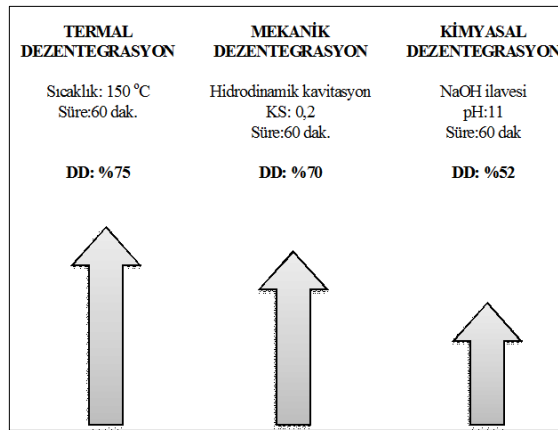 TERMAL
DEZENTEGRASYON
Sıcaklık: 150 °C
Süre:60 dak.
DD: %75
MEKANİK
DEZENTEGRASYON
Hidrodinamik kavitasyon
KS: 0,2
Süre:60 dak.
DD: %70
KİMYASAL
DEZENTEGRASYON
NaOH ilavesi
pH:11
Süre:60 dak
DD: %52